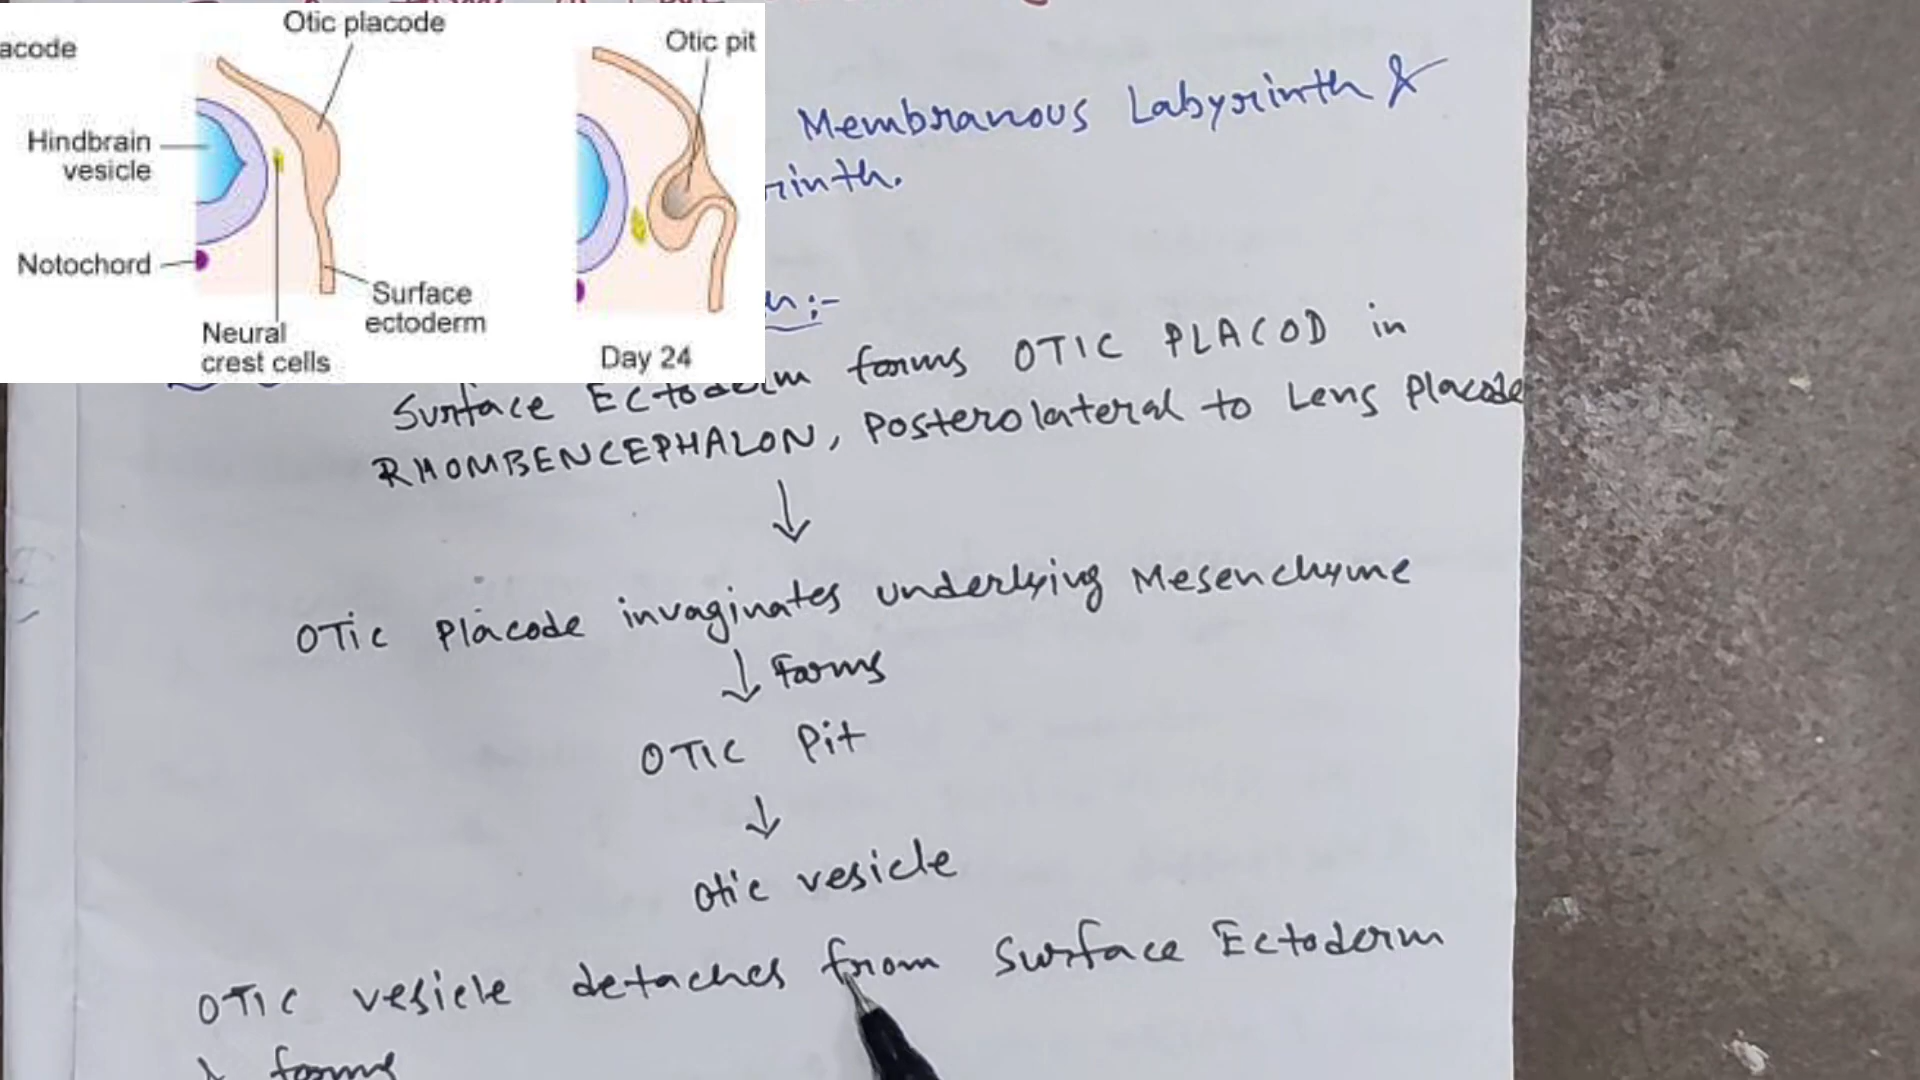 Otic placode
acode
Otic pit
Hindbrain
vesicle
Notochord
Surface
ectoderm
Neural
crest cells
Day 24
Membranous Labyrinth &
rinth.
n:-
Surface Ectoderm forms OTIC PLACOD in
RHOMBENCEPHALON, Posterolateral to Lens Placode
↓
OTic Placode invaginates underlying Mesenchyme
↓ Forms
OTIC Pit
↓
Otic vesicle
OTIC vesicle detaches from Surface Ectoderm
↓ forms